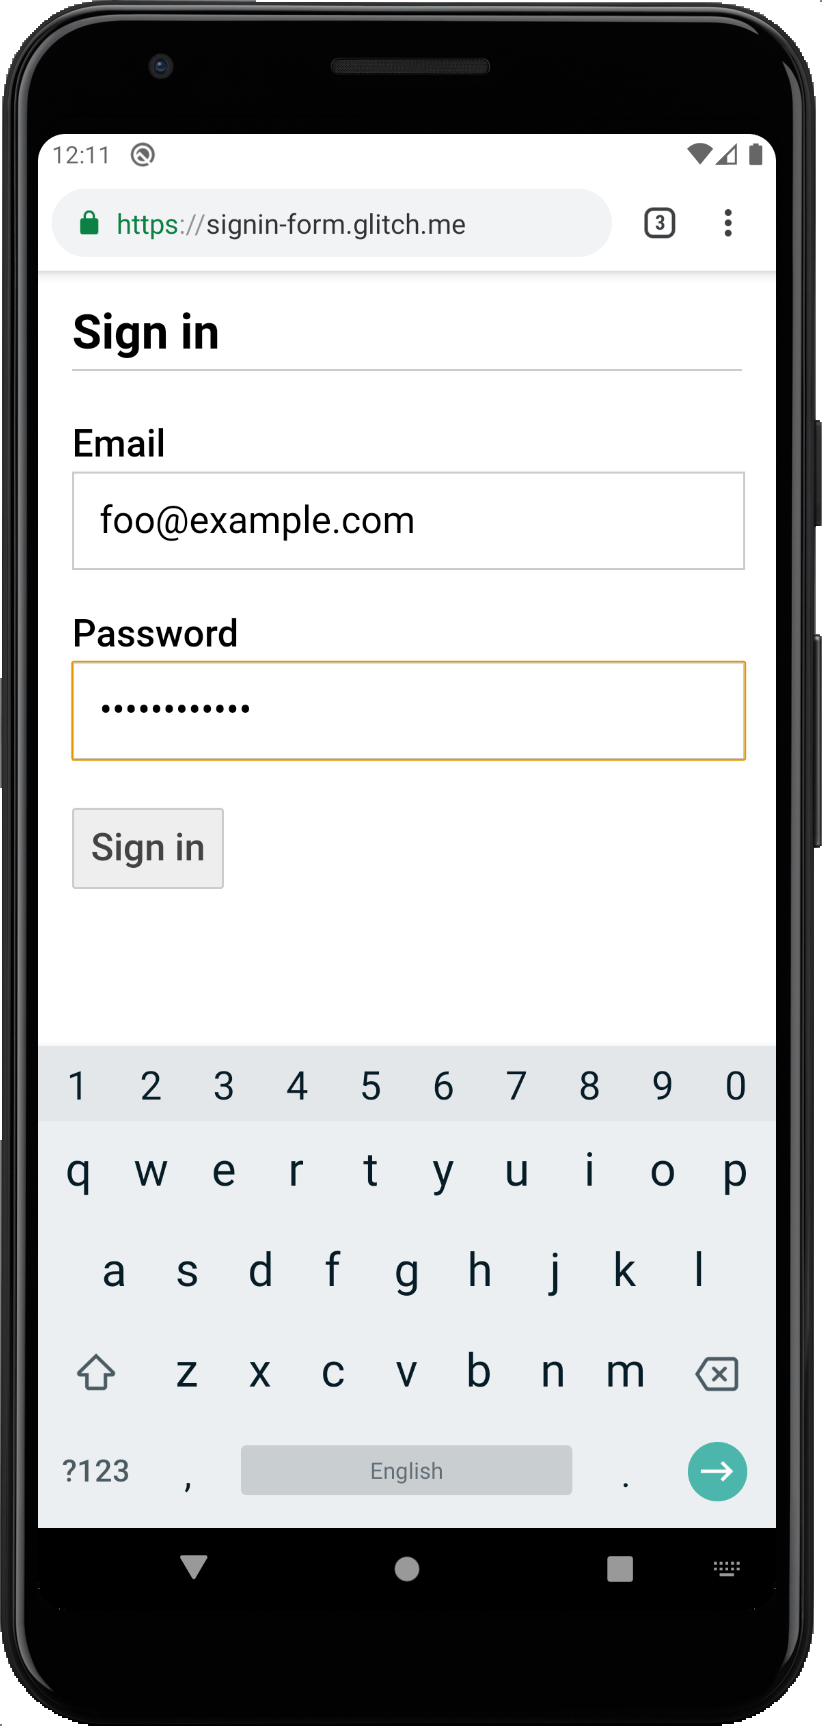 12:11
https://signin-form.glitch.me 3
Sign in
Email
foo@example.com
Password
••••••••••••
Sign in
1 2 3 4 5 6 7 8 9 0
q w e r t y u i o p
a s d f g h j k l
z x c v b n m
?123 , English .